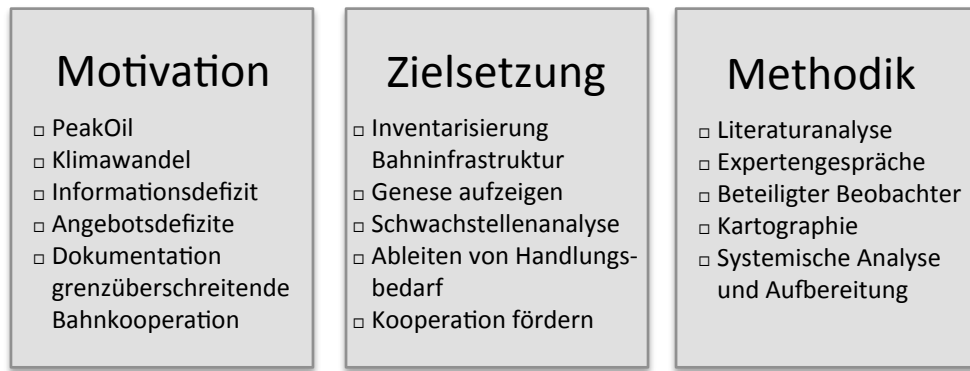 Motivation
□ PeakOil
□ Klimawandel
□ Informationsdefizit
□ Angebotsdefizite
□ Dokumentation
grenzüberschreitende
Bahnkooperation
Zielsetzung
□ Inventarisierung
Bahninfrastruktur
□ Genese aufzeigen
□ Schwachstellenanalyse
□ Ableiten von Handlungs-
bedarf
□ Kooperation fördern
Methodik
□ Literaturanalyse
□ Expertengespräche
□ Beteiligter Beobachter
□ Kartographie
□ Systemische Analyse
und Aufbereitung